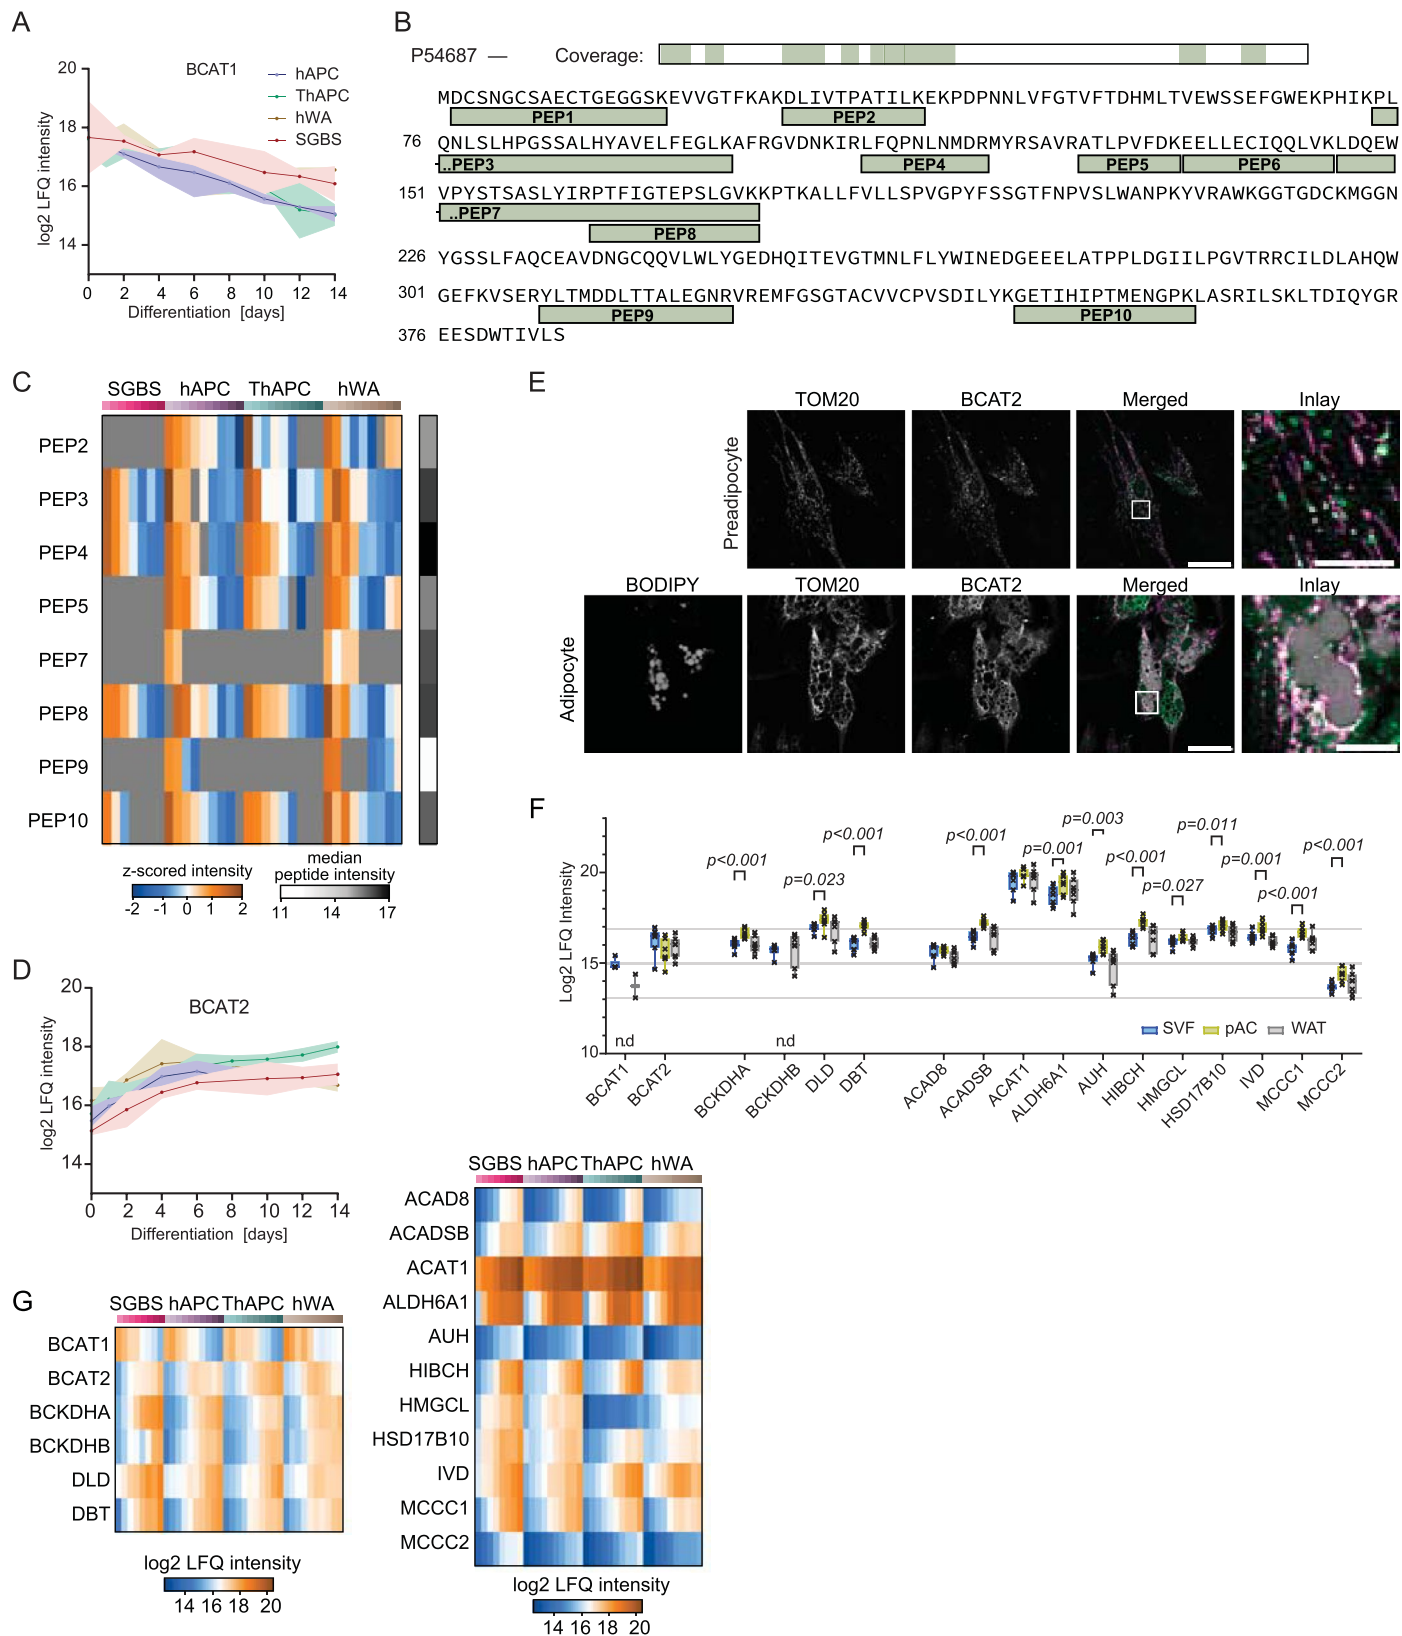 A
BCAT1
hAPC
ThAPC
hWA
SGBS
log2 LFQ intensity
20
18
16
14
0 2 4 6 8 10 12 14
Differentiation [days]
B
P54687 — Coverage:
MDCSNGCSAECTGEGGSKEVVGTFKAKDLIVTPATILKEKPDPNNLVFGTVFTDHMLTVEWSSEFGWEKPHIKPL
PEP1 PEP2
76 QNLSLHPGSSALHYAVELFEGLKAFRGVDNKIRLFQPNLNMDRMYRSAVRATLPVFDKEELLECIQQLVKLDQEW
..PEP3 PEP4 PEP5 PEP6
151 VPYSTSASLYIRPTFIGTEPSLGVKKPTKALLFVLLSPVGPYFSSGTFNPVSLWANPKYVRAWKGGTGDCKMGGN
..PEP7
PEP8
226 YGSSLFAQCEAVDNGCQQVLWLYGEDHQITEVGTMNLFLYWINEDGEEELATPPLDGIILPGVTRRCILDLAHQW
301 GEFKVSERYLTMDDLTTALEGNRVREMFGSGTACVVCPVSDILYKGETIHIPTMENGPKLASRILSKLTDIQYGR
PEP9 PEP10
376 EESDWTIVLS
C
SGBS hAPC ThAPC hWA
PEP2
PEP3
PEP4
PEP5
PEP7
PEP8
PEP9
PEP10
z-scored intensity
-2 -1 0 1 2
median
peptide intensity
11 14 17
D
BCAT2
log2 LFQ intensity
20
18
16
14
0 2 4 6 8 10 12 14
Differentiation [days]
E
TOM20 BCAT2 Merged Inlay
Preadipocyte
BODIPY TOM20 BCAT2 Merged Inlay
Adipocyte
F
Log2 LFQ Intensity
20
15
10
p<0.001
p=0.023
p<0.001
p<0.001
p=0.001
p=0.003
p<0.001
p=0.027
p=0.011
p=0.001
p<0.001
p<0.001
n.d n.d
SVF pAC WAT
BCAT1 BCAT2 BCKDHA BCKDHB DLD DBT ACAD8 ACADSB ACAT1 ALDH6A1 AUH HIBCH HMGCL HSD17B10 IVD MCCC1 MCCC2
G
SGBS hAPC ThAPC hWA
BCAT1
BCAT2
BCKDHA
BCKDHB
DLD
DBT
log2 LFQ intensity
14 16 18 20
SGBS hAPC ThAPC hWA
ACAD8
ACADSB
ACAT1
ALDH6A1
AUH
HIBCH
HMGCL
HSD17B10
IVD
MCCC1
MCCC2
log2 LFQ intensity
14 16 18 20